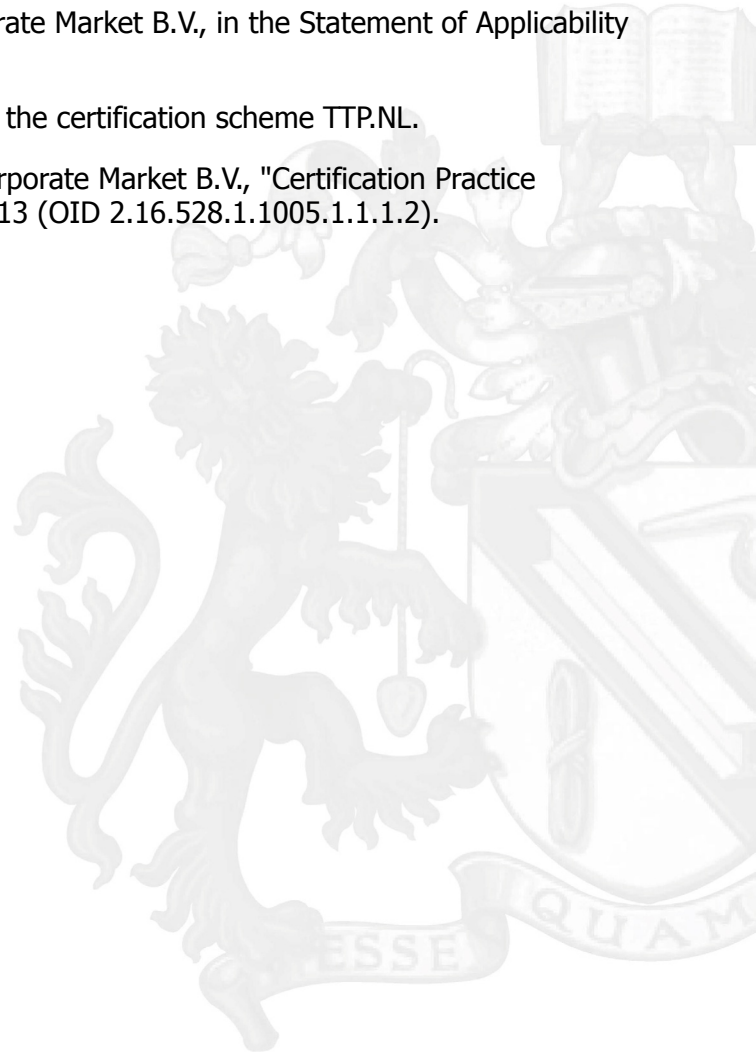 rate Market B.V., in the Statement of Applicability
the certification scheme TTP.NL.
rporate Market B.V., "Certification Practice
13 (OID 2.16.528.1.1005.1.1.1.2).
ESSE
QUAM